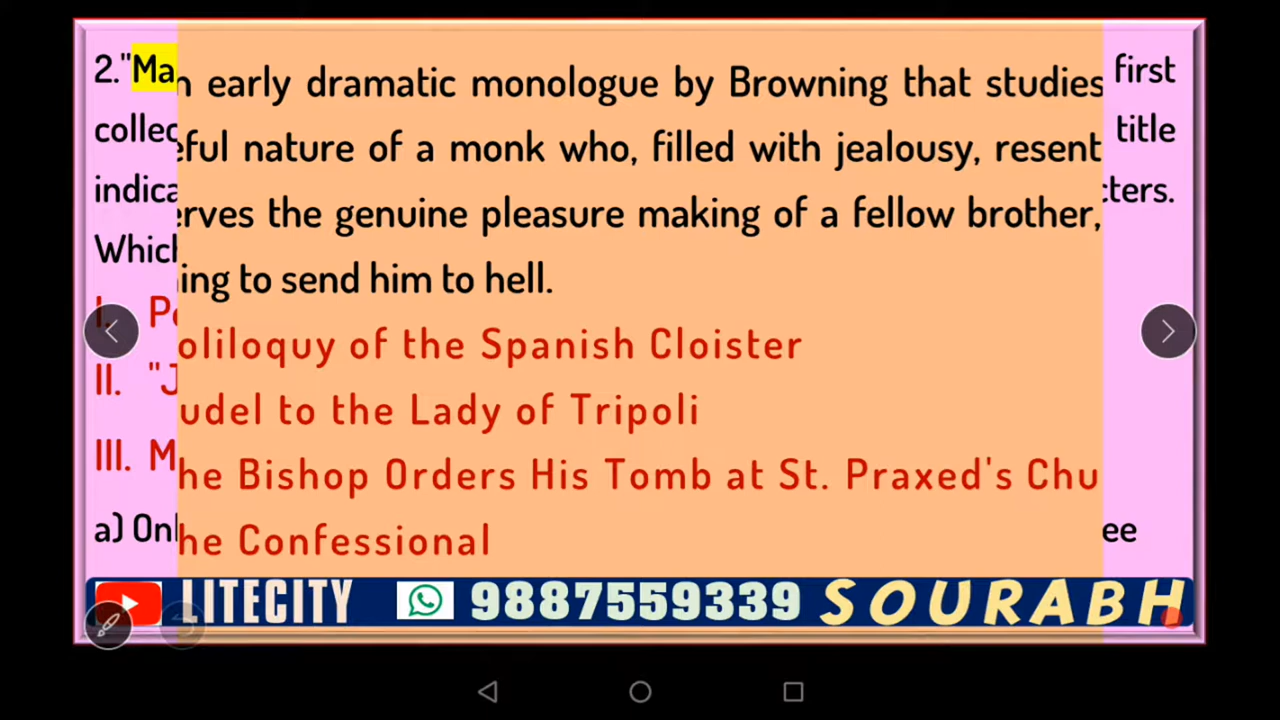 2."Ma
collec
indica
Which
I. Po
II. "J
III. M
a) Onl
early dramatic monologue by Browning that studies
eful nature of a monk who, filled with jealousy, resent
erves the genuine pleasure making of a fellow brother,
ing to send him to hell.
oliloquy of the Spanish Cloister
udel to the Lady of Tripoli
he Bishop Orders His Tomb at St. Praxed's Chu
he Confessional
first
title
cters.
ee
LITECITY 9887559339 SOURABH